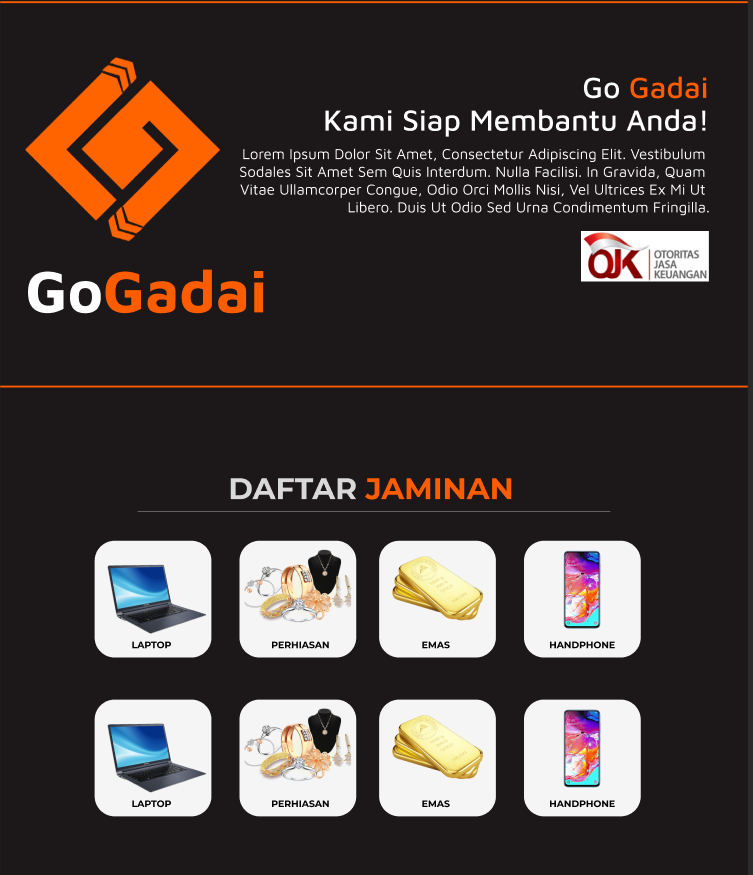 Go Gadai
Kami Siap Membantu Anda!
Lorem Ipsum Dolor Sit Amet, Consectetur Adipiscing Elit. Vestibulum
Sodales Sit Amet Sem Quis Interdum. Nulla Facilisi. In Gravida, Quam
Vitae Ullamcorper Congue, Odio Orci Mollis Nisi, Vel Ultrices Ex Mi Ut
Libero. Duis Ut Odio Sed Urna Condimentum Fringilla.
OJK OTORITAS
JASA
KEUANGAN
GoGadai
DAFTAR JAMINAN
LAPTOP PERHIASAN EMAS HANDPHONE
LAPTOP PERHIASAN EMAS HANDPHONE